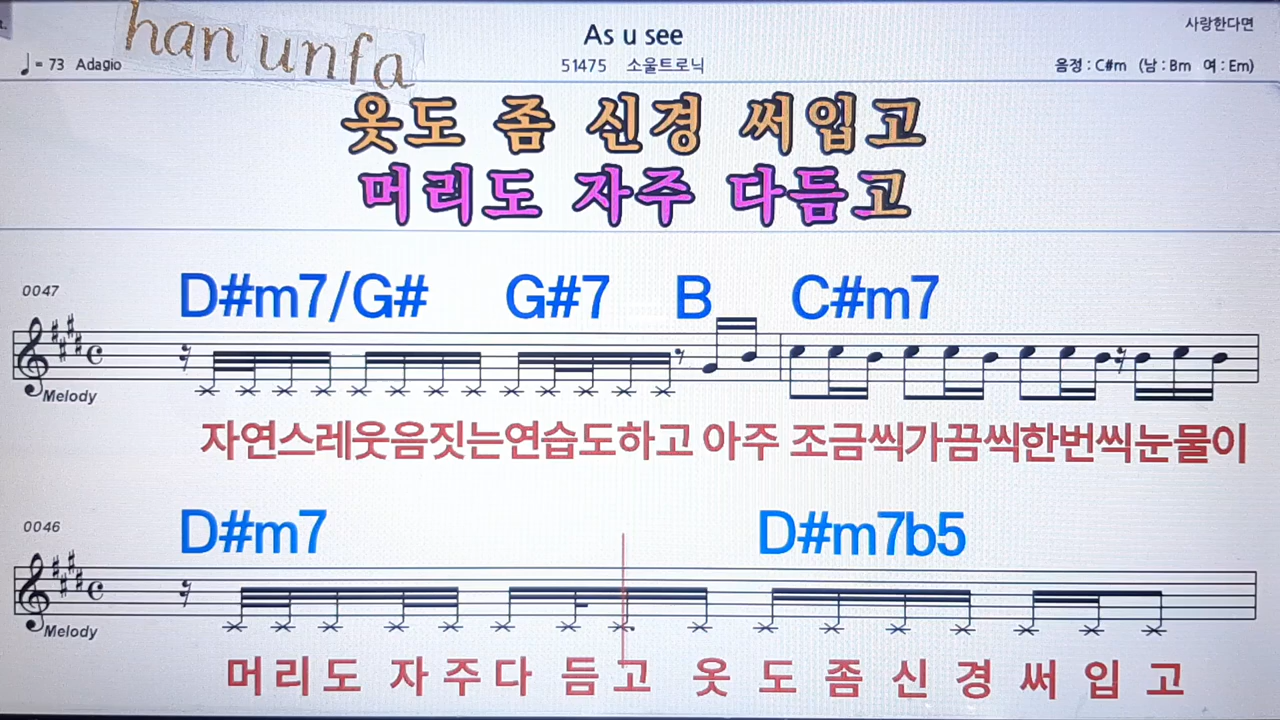 han unfa
As u see
사랑한다면
♩ = 73 Adagio
51475 소울트로닉
음정 : C#m (남 : Bm 여 : Em)
옷도 좀 신경 써입고
머리도 자주 다듬고
0047
D#m7/G# G#7 B C#m7
Melody
자연스레웃음짓는연습도하고 아주 조금씩가끔씩한번씩눈물이
0046
D#m7 D#m7b5
Melody
머리도 자주다 듬고 옷 도 좀 신 경 써 입 고